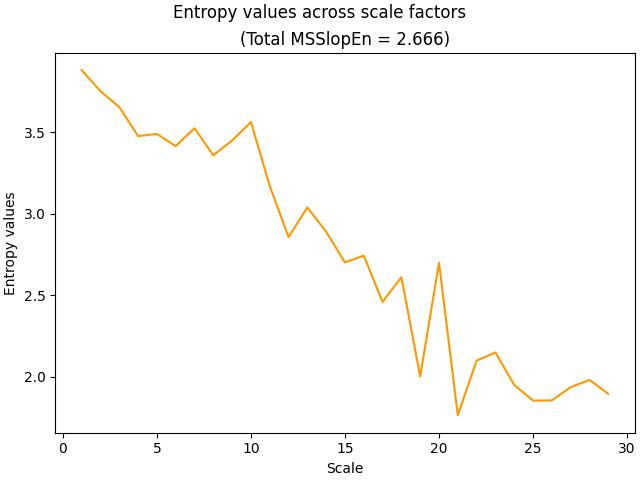 Entropy values across scale factors
(Total MSSlopEn = 2.666)
Entropy values
3.5
3.0
2.5
2.0
0 5 10 15 20 25 30
Scale